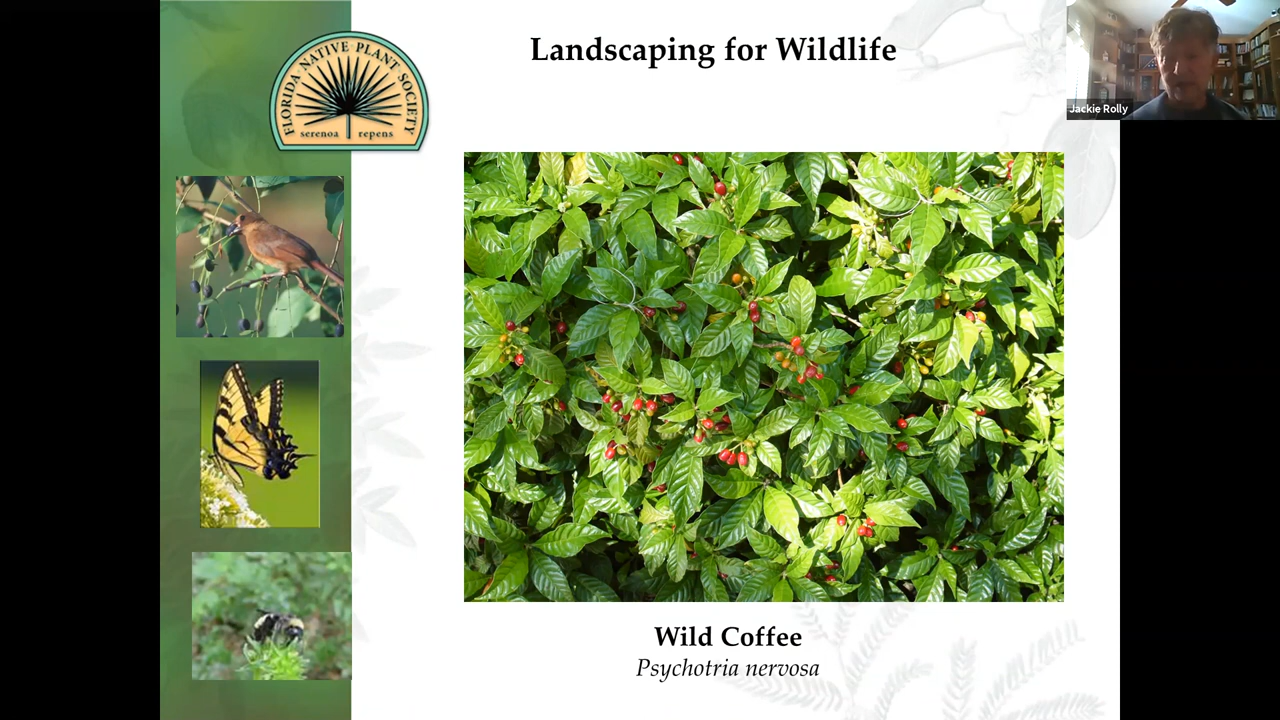 Landscaping for Wildlife
FLORIDA NATIVE PLANT SOCIETY
serenoa repens
Jackie Rolly
Wild Coffee
Psychotria nervosa